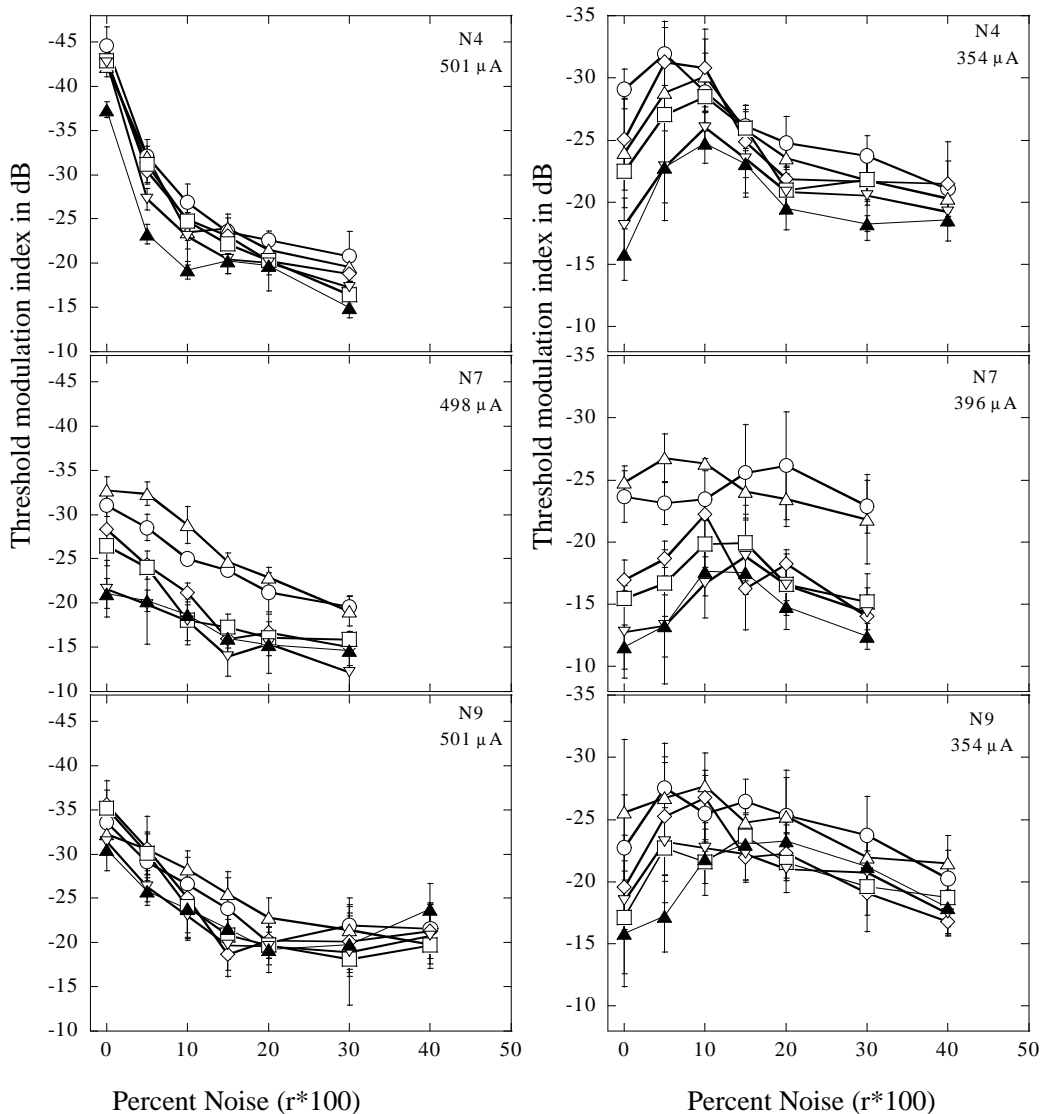 Threshold modulation index in dB
-45
-40
-35
-30
-25
-20
-15
-10
N4
501 µA
-45
-40
-35
-30
-25
-20
-15
-10
N7
498 µA
-45
-40
-35
-30
-25
-20
-15
-10
N9
501 µA
0 10 20 30 40 50
Percent Noise (r*100)
Threshold modulation index in dB
-35
-30
-25
-20
-15
-10
N4
354 µA
-35
-30
-25
-20
-15
-10
N7
396 µA
-35
-30
-25
-20
-15
-10
N9
354 µA
0 10 20 30 40 50
Percent Noise (r*100)